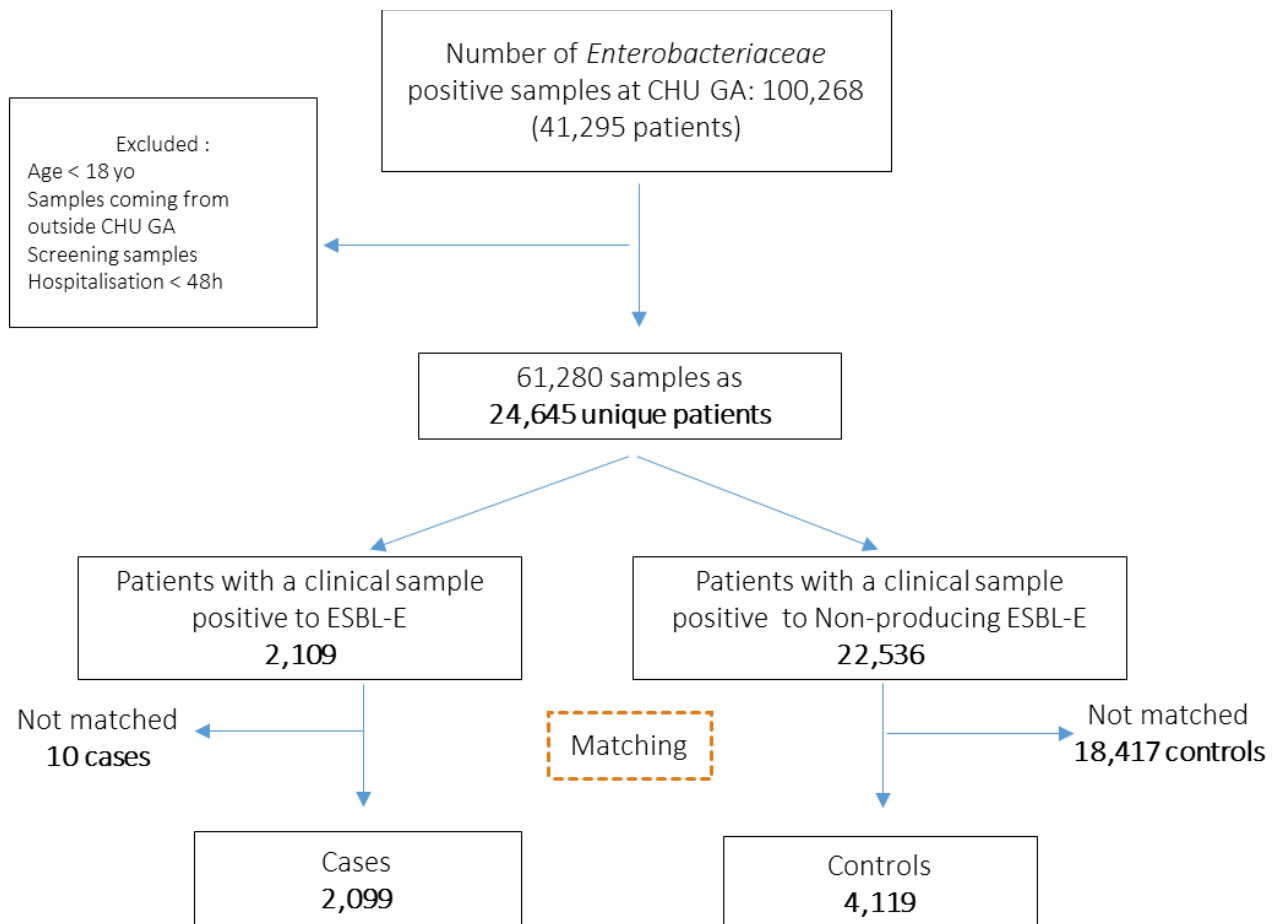 Number of Enterobacteriaceae
positive samples at CHU GA: 100,268
(41,295 patients)
Excluded :
Age < 18 yo
Samples coming from
outside CHU GA
Screening samples
Hospitalisation < 48h
61,280 samples as
24,645 unique patients
Patients with a clinical sample
positive to ESBL-E
2,109
Patients with a clinical sample
positive to Non-producing ESBL-E
22,536
Not matched
10 cases
Matching
Not matched
18,417 controls
Cases
2,099
Controls
4,119